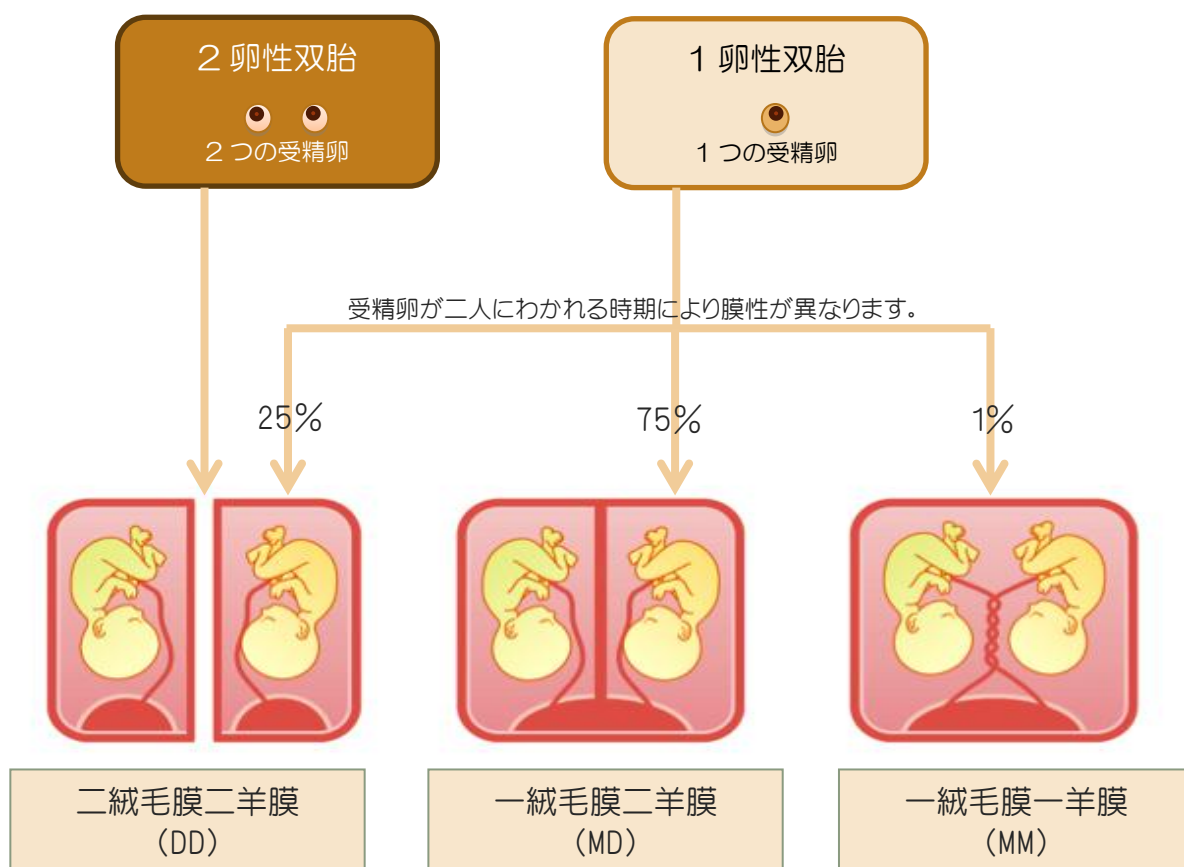 2卵性双胎
2つの受精卵
1卵性双胎
1つの受精卵
受精卵が二人にわかれる時期により膜性が異なります。
25%
75%
1%
二絨毛膜二羊膜
(DD)
一絨毛膜二羊膜
(MD)
一絨毛膜一羊膜
(MM)